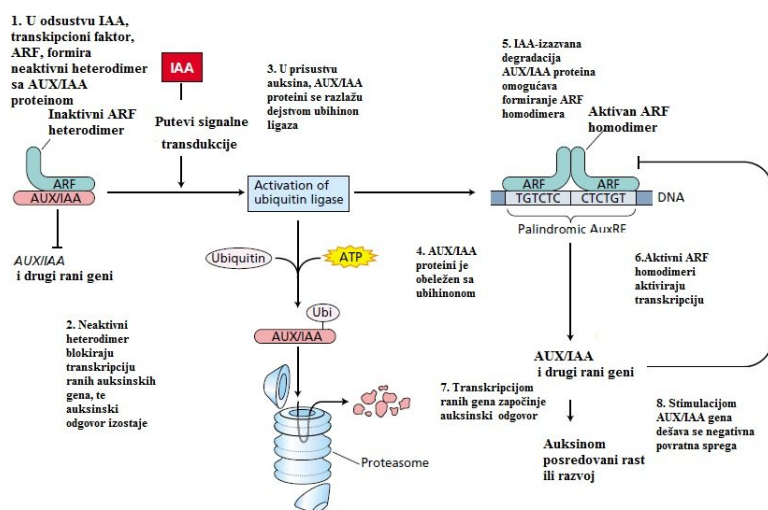 1. U odsustvu IAA,
transkipcioni faktor,
ARF, formira
neaktivni heterodimer
sa AUX/IAA
proteinom
Inaktivni ARF
heterodimer
ARF
AUX/IAA
AUX/IAA
i drugi rani geni
2. Neaktivni
heterodimer
blokiraju
transkripciju
ranih auksinskih
gena, te
auksinski
odgovor izostaje
IAA
Putevi signalne
transdukcije
3. U prisustvu
auksina, AUX/IAA
proteini se razlažu
dejstvom ubihinon
ligaza
Activation of
ubiquitin ligase
Ubiquitin
ATP
Ubi
AUX/IAA
Proteasome
4. AUX/IAA
proteini je
obeležen sa
ubihinonom
5. IAA-izazvana
degradacija
AUX/IAA proteina
omogućava
formiranje ARF
homodimera
Aktivan ARF
homodimer
ARF
ARF
TGTCTC
CTCTGT
DNA
Palindromic AuxRE
6.Aktivni ARF
homodimeri
aktiviraju
transkripciju
AUX/IAA
i drugi rani geni
7. Transkripcijom
ranih gena započinje
auksinski odgovor
Auksinom
posredovani rast
ili razvoj
8. Stimulacijom
AUX/IAA gena
dešava se negativna
povratna sprega